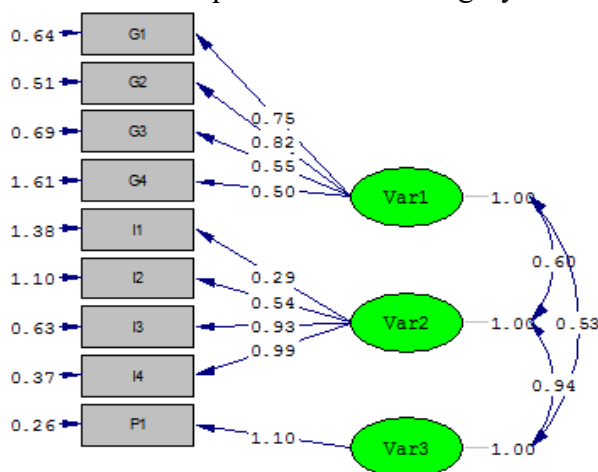 0.64 G1
0.51 G2
0.69 G3
1.61 G4
1.38 I1
1.10 I2
0.63 I3
0.37 I4
0.26 P1
0.75
0.82
0.55
0.50
0.29
0.54
0.93
0.99
1.10
Var1 1.00
Var2 1.00
Var3 1.00
0.60
0.53
0.94